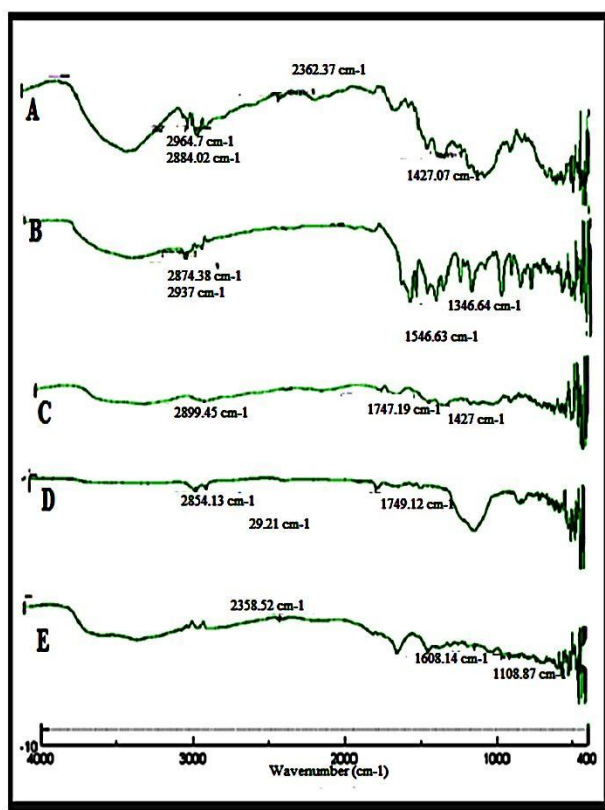 2362.37 cm-1
A
2964.7 cm-1
2884.02 cm-1
1427.07 cm-1
B
2874.38 cm-1
2937 cm-1
1346.64 cm-1
1546.63 cm-1
C
2899.45 cm-1
1747.19 cm-1
1427 cm-1
D
2854.13 cm-1
1749.12 cm-1
29.21 cm-1
2358.52 cm-1
E
1608.14 cm-1
1108.87 cm-1
-10
4000 3000 2000 1000 400
Wavenumber (cm-1)